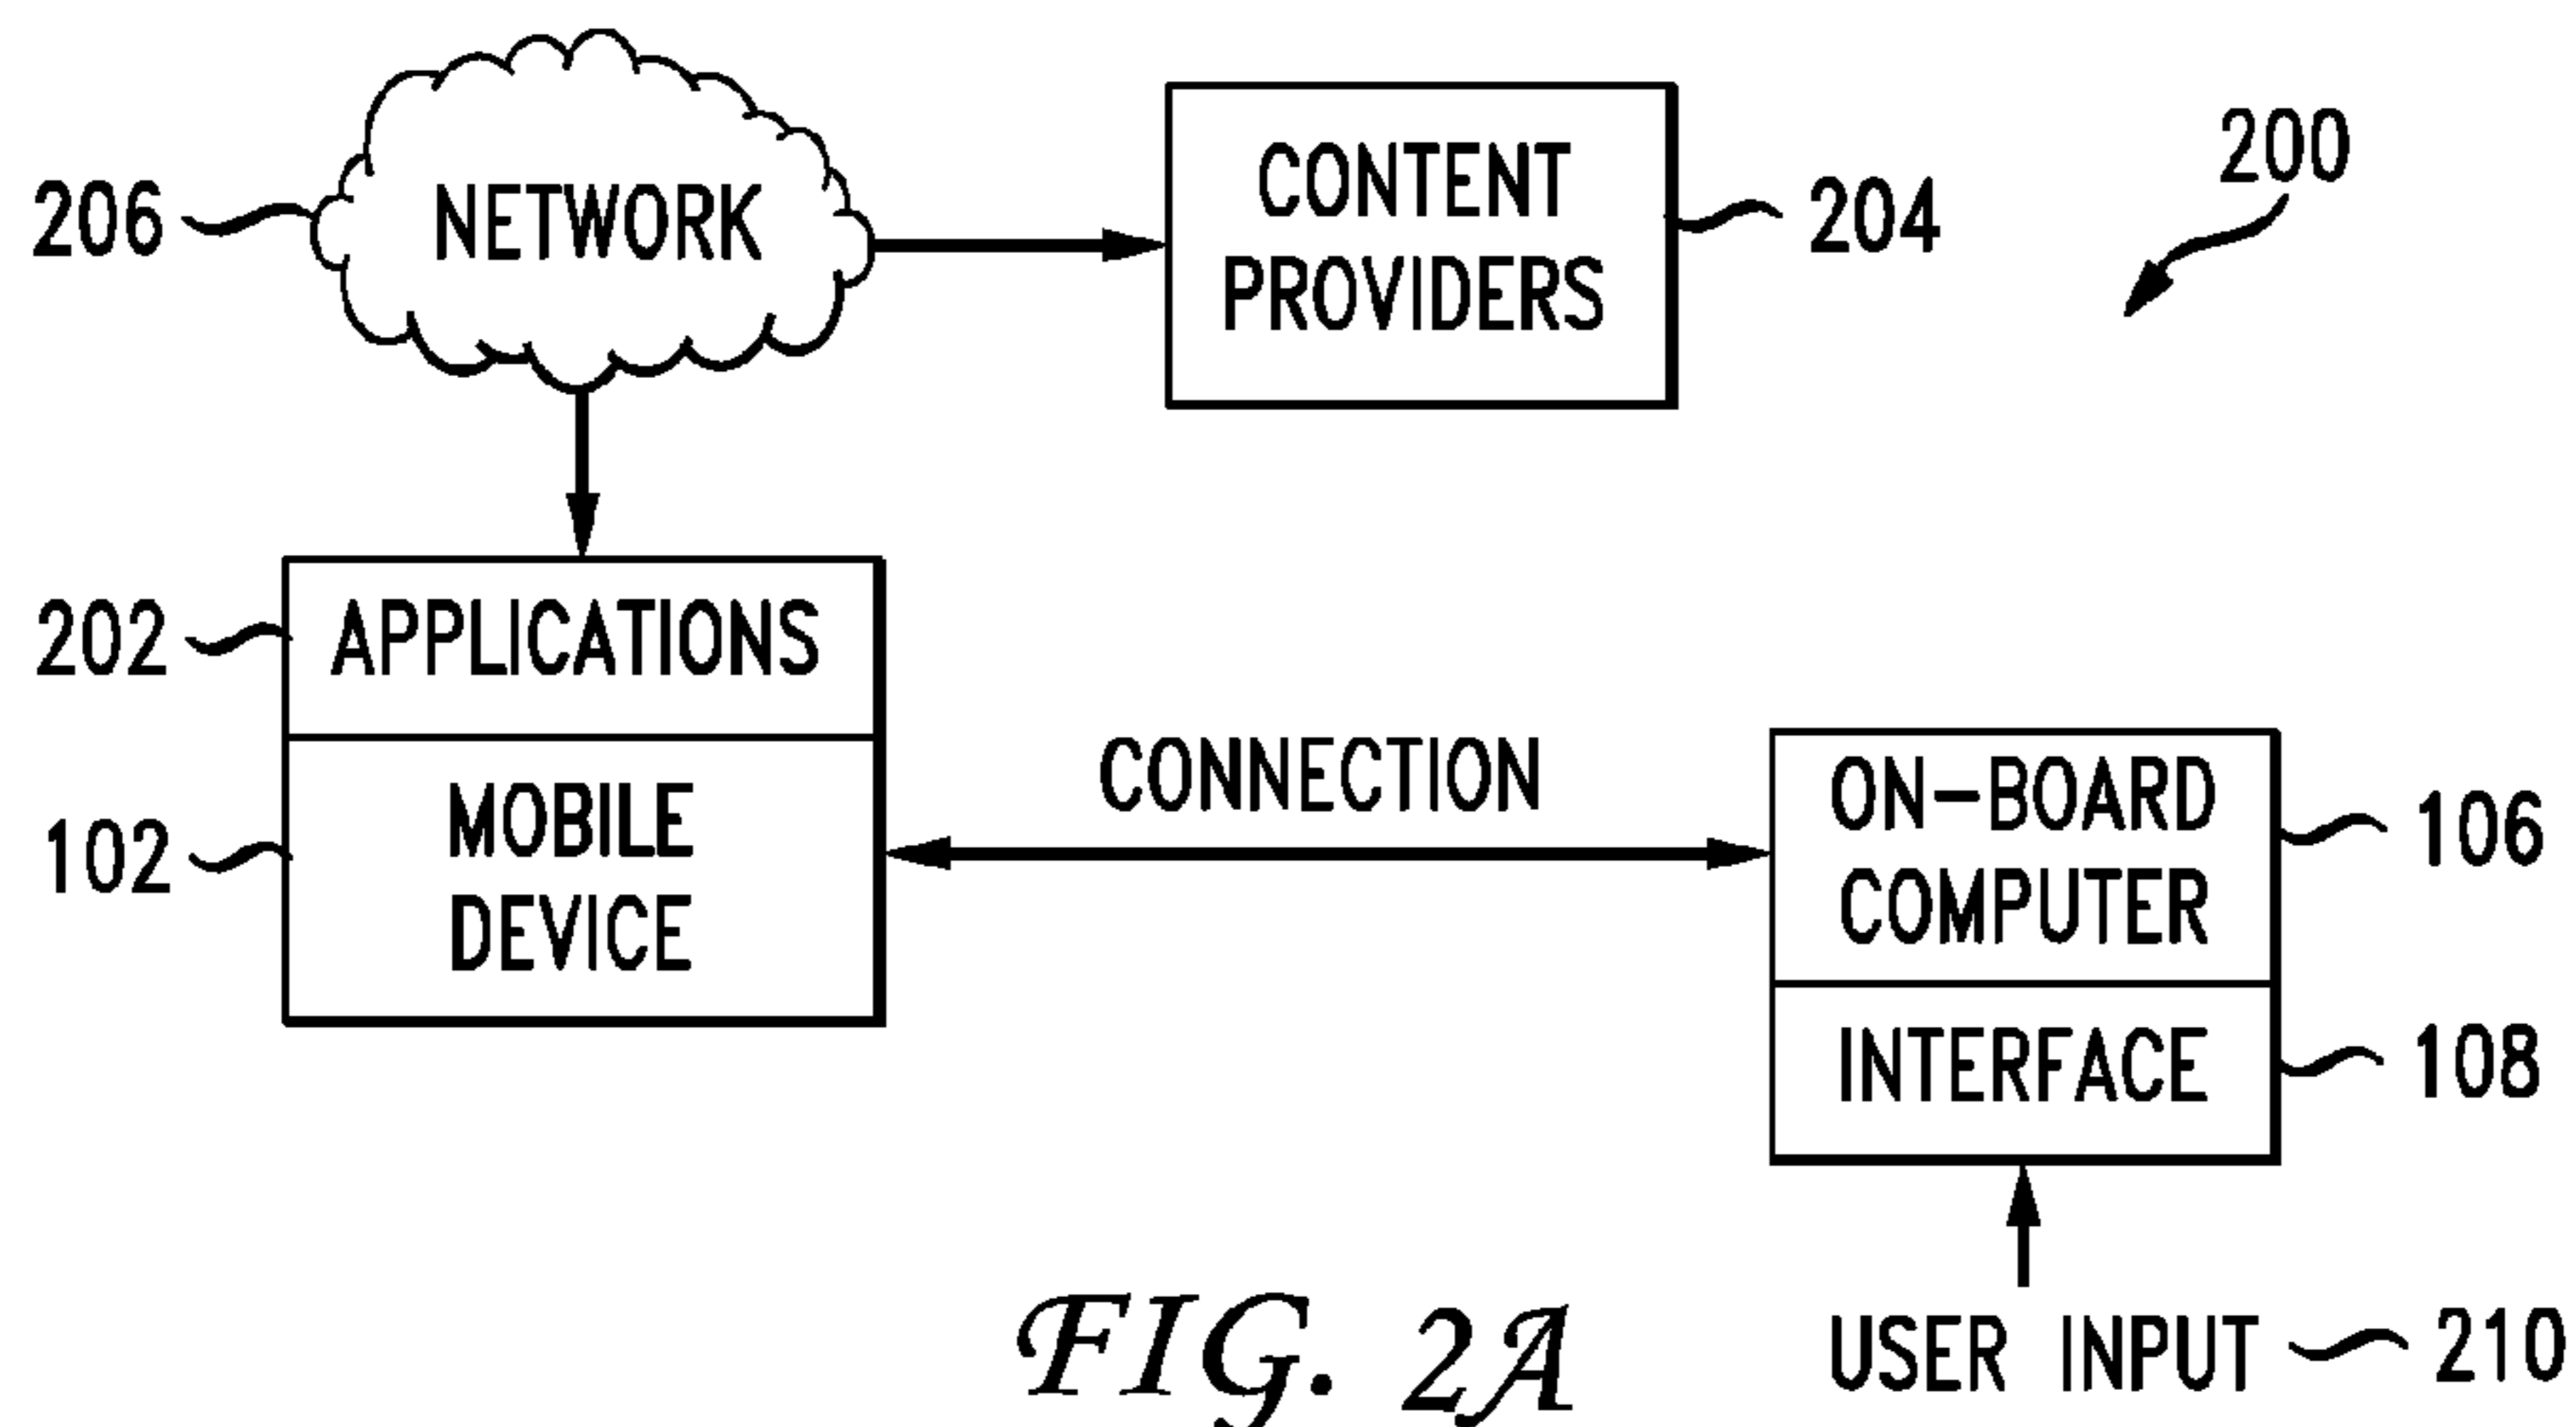 206
NETWORK
CONTENT
PROVIDERS
204
200
202
APPLICATIONS
102
MOBILE
DEVICE
CONNECTION
ON-BOARD
COMPUTER
106
INTERFACE
108
USER INPUT
210
FIG. 2A